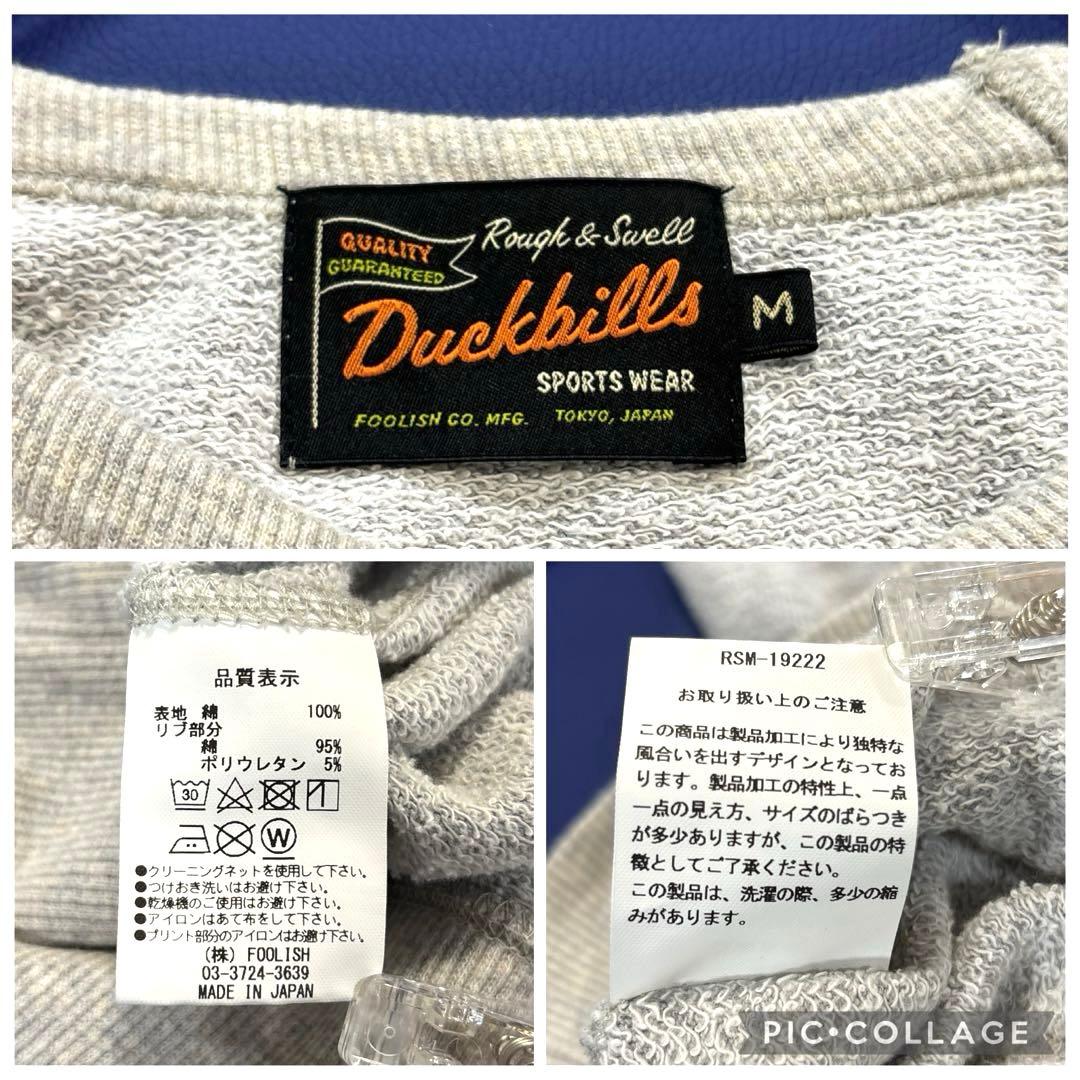 QUALITY
GUARANTEED
Rough & Swell
Duckbills
SPORTS WEAR
FOOLISH CO. MFG. TOKYO, JAPAN
M
品質表示
表地 綿 100%
リブ部分
綿 95%
ポリウレタン 5%
30
W
●クリーニングネットを使用して下さい。
●つけおき洗いはお避け下さい。
●乾燥機のご使用はお避け下さい。
●アイロンはあて布をして下さい。
●プリント部分のアイロンはお避け下さい。
(株) FOOLISH
03-3724-3639
MADE IN JAPAN
RSM-19222
お取り扱い上のご注意
この商品は製品加工により独特な
風合いを出すデザインとなってお
ります。製品加工の特性上、一点
一点の見え方、サイズのばらつき
が多少ありますが、この製品の特
徴としてご了承ください。
この製品は、洗濯の際、多少の縮
みがあります。
PIC•COLLAGE